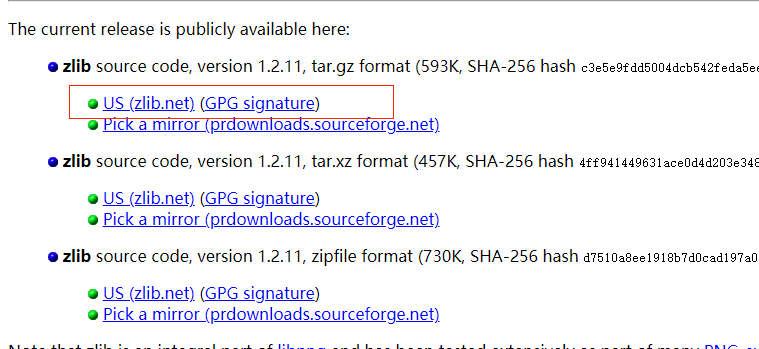 The current release is publicly available here:
zlib source code, version 1.2.11, tar.gz format (593K, SHA-256 hash c3e5e9fdd5004dcb542feda5ee
US (zlib.net) (GPG signature)
Pick a mirror (prdownloads.sourceforge.net)
zlib source code, version 1.2.11, tar.xz format (457K, SHA-256 hash 4ff941449631ace0d4d203e348
US (zlib.net) (GPG signature)
Pick a mirror (prdownloads.sourceforge.net)
zlib source code, version 1.2.11, zipfile format (730K, SHA-256 hash d7510a8ee1918b7d0cad197a0
US (zlib.net) (GPG signature)
Pick a mirror (prdownloads.sourceforge.net)
Note that zlib is an integral part of libpng and has been tested extensively as part of many PNG-